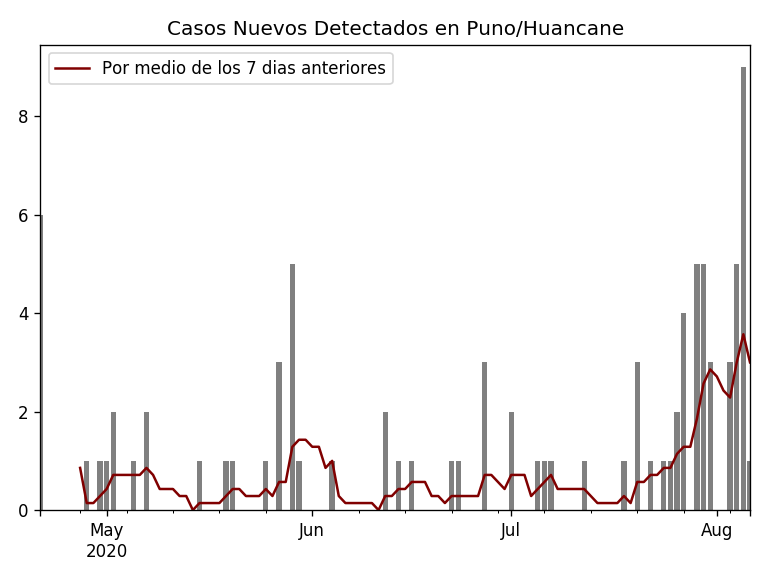 Casos Nuevos Detectados en Puno/Huancane
Por medio de los 7 dias anteriores
8
6
4
2
0
May
2020
Jun
Jul
Aug